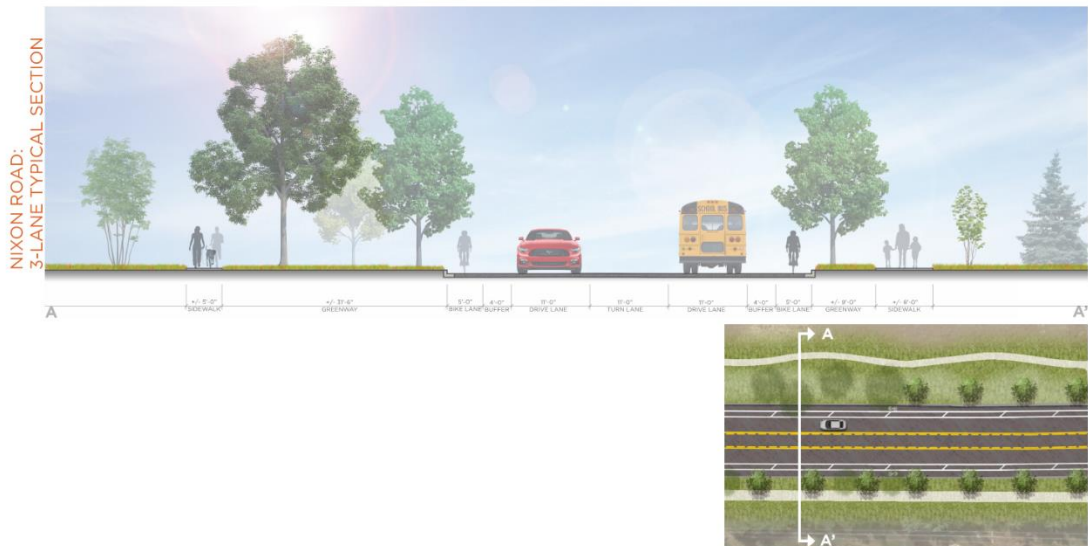 NIXON ROAD:
3-LANE TYPICAL SECTION
SCHOOL BUS
A
+/- 5'-0"
SIDEWALK
+/- 31'-6"
GREENWAY
5'-0"
BIKE LANE
4'-0"
BUFFER
11'-0"
DRIVE LANE
11'-0"
TURN LANE
11'-0"
DRIVE LANE
4'-0"
BUFFER
5'-0"
BIKE LANE
GREENWAY
+/- 8'-0"
SIDEWALK
A'
A
A'